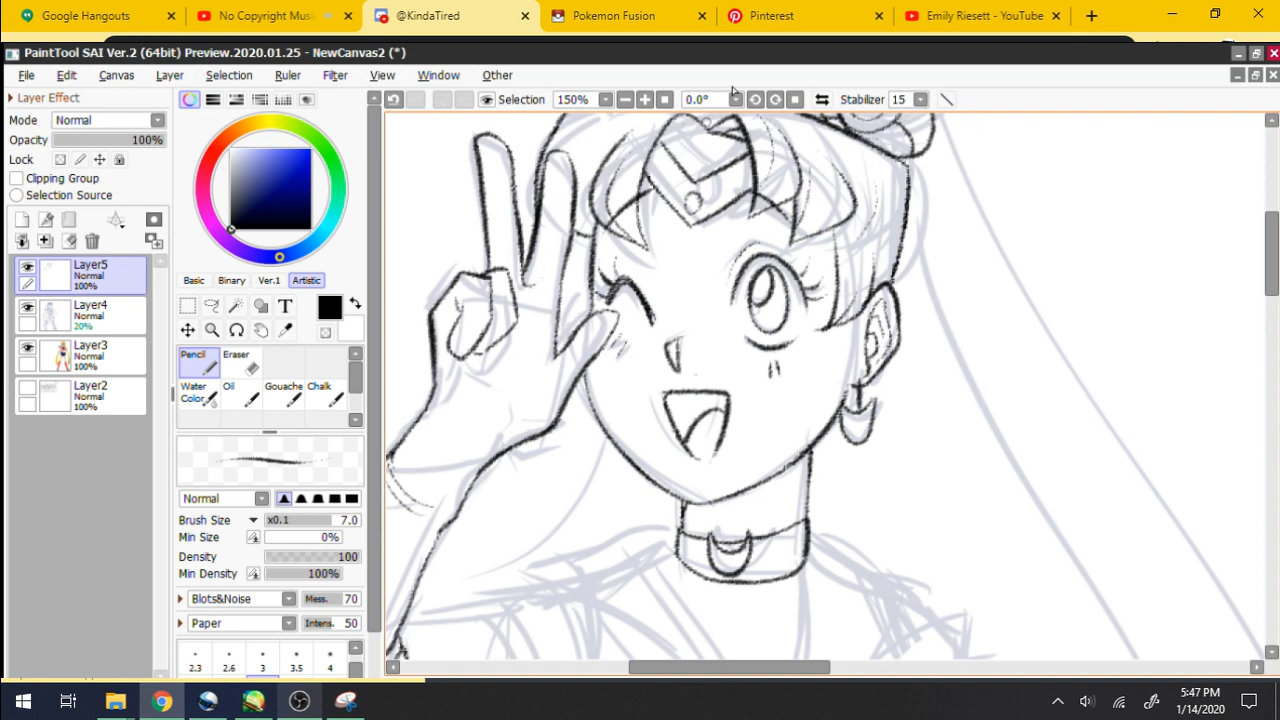 Google Hangouts
No Copyright Musi
@KindaTired
Pokemon Fusion
Pinterest
Emily Riesett - YouTube
PaintTool SAI Ver.2 (64bit) Preview.2020.01.25 - NewCanvas2 (*)
File Edit Canvas Layer Selection Ruler Filter View Window Other
Layer Effect
Selection 150% 0.0° Stabilizer 15
Mode Normal
Opacity 100%
Lock
Clipping Group
Selection Source
Layer5
Normal
100%
Layer4
Normal
20%
Layer3
Normal
100%
Layer2
Normal
100%
Basic Binary Ver.1 Artistic
T
Pencil Eraser
Water Color Oil Gouache Chalk
Normal
Brush Size x0.1 7.0
Min Size 0%
Density 100
Min Density 100%
Blots&Noise Mess. 70
Paper Intens. 50
2.3 2.6 3 3.5 4
5:47 PM
1/14/2020